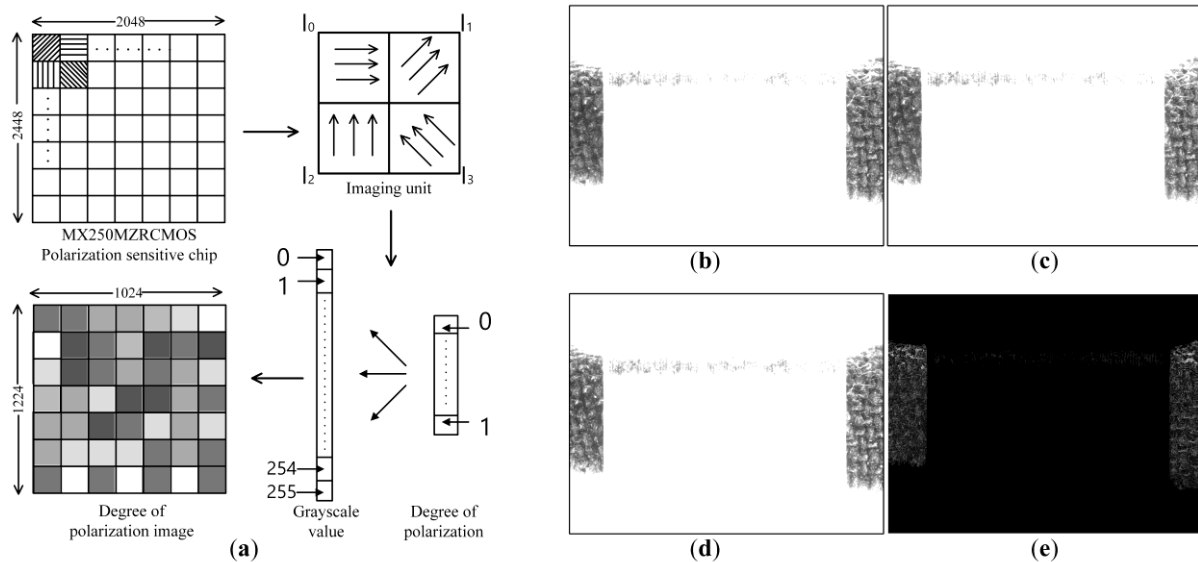 2048
2448
MX250MZRCMOS
Polarization sensitive chip
I0
I1
I2
I3
Imaging unit
0
1
254
255
Grayscale
value
0
1
Degree of
polarization
1024
1224
Degree of
polarization image
(a)
(b)
(c)
(d)
(e)